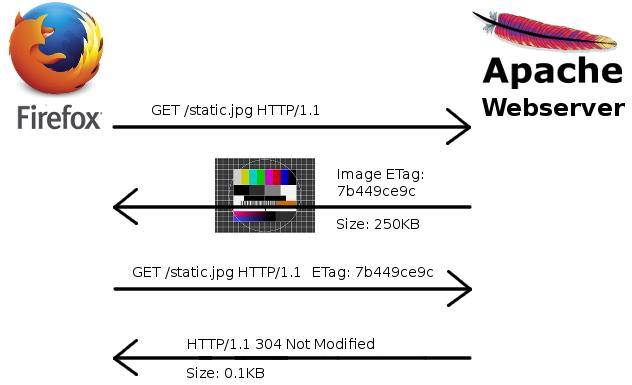 Firefox
Apache
Webserver
GET /static.jpg HTTP/1.1
Image ETag:
7b449ce9c
Size: 250KB
GET /static.jpg HTTP/1.1 ETag: 7b449ce9c
HTTP/1.1 304 Not Modified
Size: 0.1KB